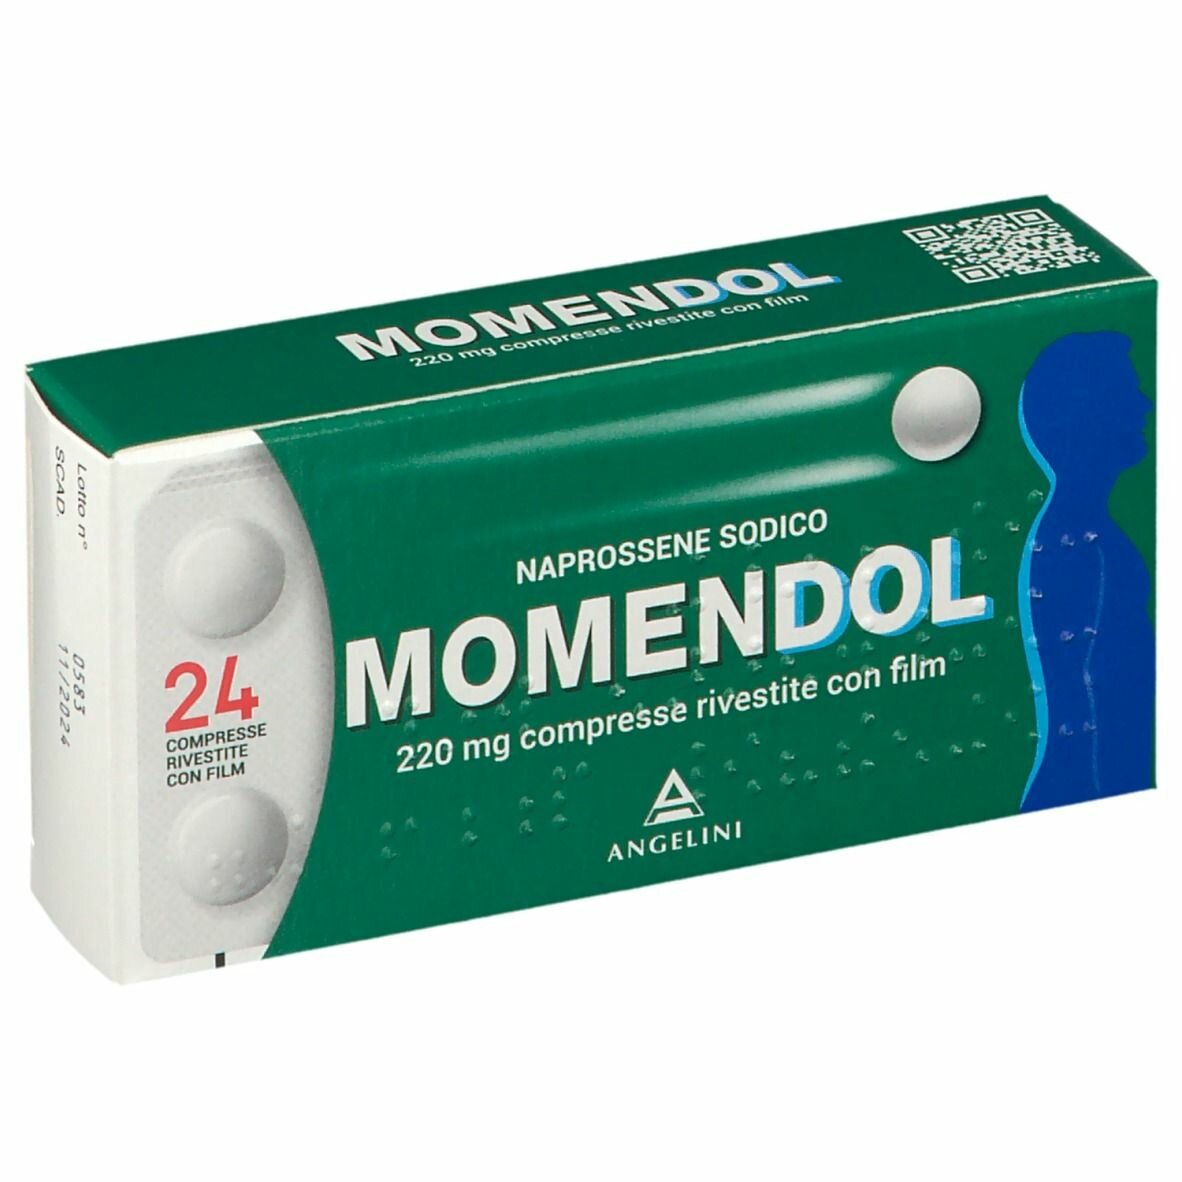 MOMENDOL
220 mg compresse rivestite con film
NAPROSSENE SODICO
MOMENDOL
220 mg compresse rivestite con film
ANGELINI
24
COMPRESSE
RIVESTITE
CON FILM
Lotto n° 0583
SCAD. 11/2024